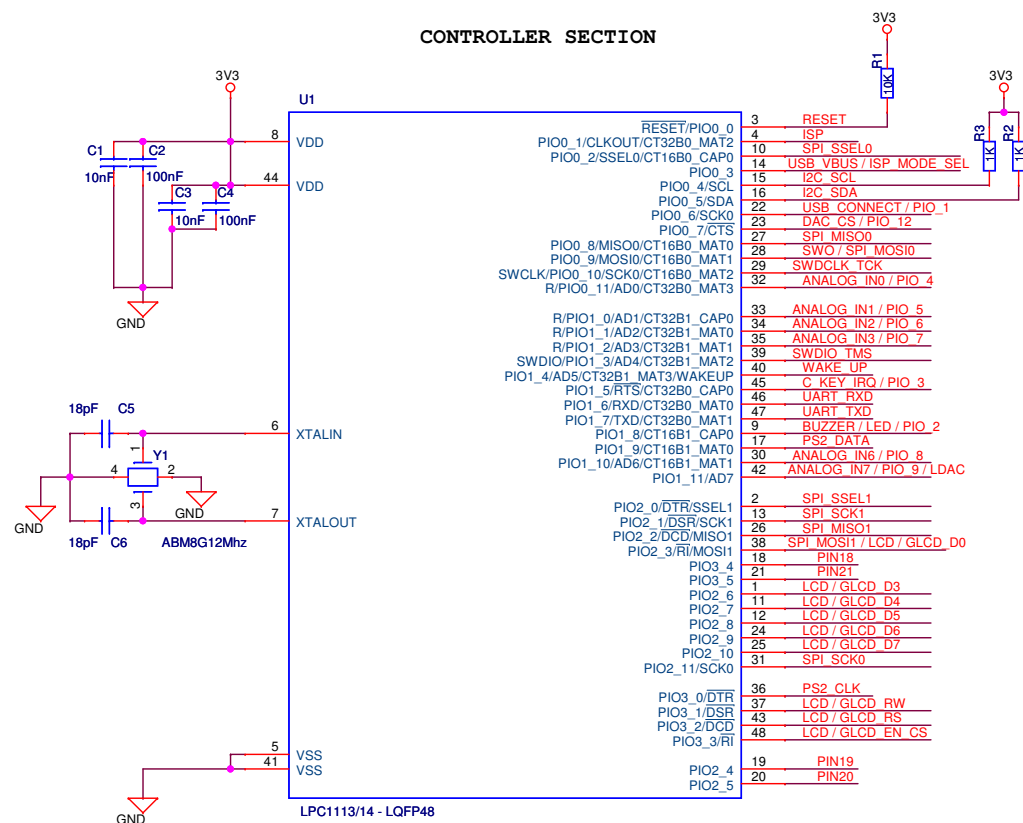 CONTROLLER SECTION
3V3
R1
10K
3V3
R3
1K
R2
1K
3V3
U1
8 VDD
C1 C2
10nF 100nF
44 VDD
C3 C4
10nF 100nF
GND
18pF C5
6 XTALIN
1 Y1
4 2
3
GND GND
7 XTALOUT
18pF C6 ABM8G12Mhz
5 VSS
41 VSS
GND
RESET/PIO0_0 3 RESET
PIO0_1/CLKOUT/CT32B0_MAT2 4 ISP
PIO0_2/SSEL0/CT16B0_CAP0 10 SPI_SSEL0
PIO0_3 14 USB_VBUS / ISP_MODE_SEL
PIO0_4/SCL 15 I2C_SCL
PIO0_5/SDA 16 I2C_SDA
PIO0_6/SCK0 22 USB_CONNECT / PIO_1
PIO0_7/CTS 23 DAC_CS / PIO_12
PIO0_8/MISO0/CT16B0_MAT0 27 SPI_MISO0
PIO0_9/MOSI0/CT16B0_MAT1 28 SWO / SPI_MOSI0
SWCLK/PIO0_10/SCK0/CT16B0_MAT2 29 SWDCLK_TCK
R/PIO0_11/AD0/CT32B0_MAT3 32 ANALOG_IN0 / PIO_4
R/PIO1_0/AD1/CT32B1_CAP0 33 ANALOG_IN1 / PIO_5
R/PIO1_1/AD2/CT32B1_MAT0 34 ANALOG_IN2 / PIO_6
R/PIO1_2/AD3/CT32B1_MAT1 35 ANALOG_IN3 / PIO_7
SWDIO/PIO1_3/AD4/CT32B1_MAT2 39 SWDIO_TMS
PIO1_4/AD5/CT32B1_MAT3/WAKEUP 40 WAKE_UP
PIO1_5/RTS/CT32B0_CAP0 45 C_KEY_IRQ / PIO_3
PIO1_6/RXD/CT32B0_MAT0 46 UART_RXD
PIO1_7/TXD/CT32B0_MAT1 47 UART_TXD
PIO1_8/CT16B1_CAP0 9 BUZZER / LED / PIO_2
PIO1_9/CT16B1_MAT0 17 PS2_DATA
PIO1_10/AD6/CT16B1_MAT1 30 ANALOG_IN6 / PIO_8
PIO1_11/AD7 42 ANALOG_IN7 / PIO_9 / LDAC
PIO2_0/DTR/SSEL1 2 SPI_SSEL1
PIO2_1/DSR/SCK1 13 SPI_SCK1
PIO2_2/DCD/MISO1 26 SPI_MISO1
PIO2_3/RI/MOSI1 38 SPI_MOSI1 / LCD / GLCD_D0
PIO3_4 18 PIN18
PIO3_5 21 PIN21
PIO2_6 1 LCD / GLCD_D3
PIO2_7 11 LCD / GLCD_D4
PIO2_8 12 LCD / GLCD_D5
PIO2_9 24 LCD / GLCD_D6
PIO2_10 25 LCD / GLCD_D7
PIO2_11/SCK0 31 SPI_SCK0
PIO3_0/DTR 36 PS2_CLK
PIO3_1/DSR 37 LCD / GLCD_RW
PIO3_2/DCD 43 LCD / GLCD_RS
PIO3_3/RI 48 LCD / GLCD_EN_CS
PIO2_4 19 PIN19
PIO2_5 20 PIN20
LPC1113/14 - LQFP48